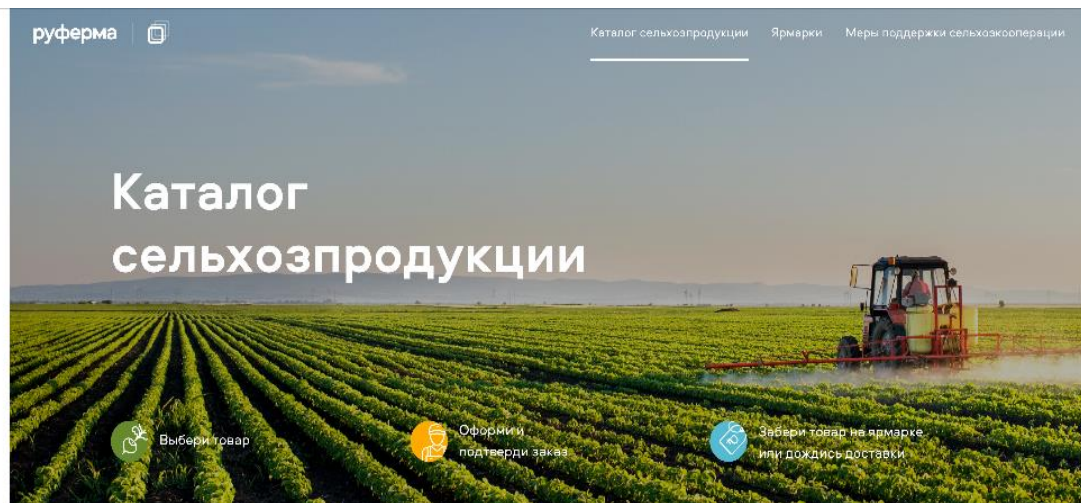 руферма
Каталог сельхозпродукции
Ярмарки
Меры поддержки сельхозкооперации
Каталог
сельхозпродукции
Выбери товар
Оформи и
подтверди заказ
Забери товар на ярмарке
или дождись доставки